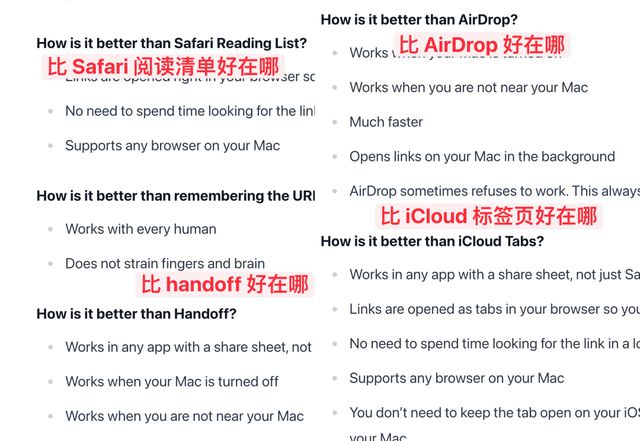 How is it better than Safari Reading List?
比 Safari 阅读清单好在哪
Links are opened right in your browser so
No need to spend time looking for the lin
Supports any browser on your Mac
How is it better than remembering the URL
Works with every human
Does not strain fingers and brain
比 handoff 好在哪
How is it better than Handoff?
Works in any app with a share sheet, not
Works when your Mac is turned off
Works when you are not near your Mac
How is it better than AirDrop?
比 AirDrop 好在哪
Works when your Mac is turned off
Works when you are not near your Mac
Much faster
Opens links on your Mac in the background
AirDrop sometimes refuses to work. This always
比 iCloud 标签页好在哪
How is it better than iCloud Tabs?
Works in any app with a share sheet, not just Sa
Links are opened as tabs in your browser so you
No need to spend time looking for the link in a lo
Supports any browser on your Mac
You don’t need to keep the tab open on your iOS
your Mac